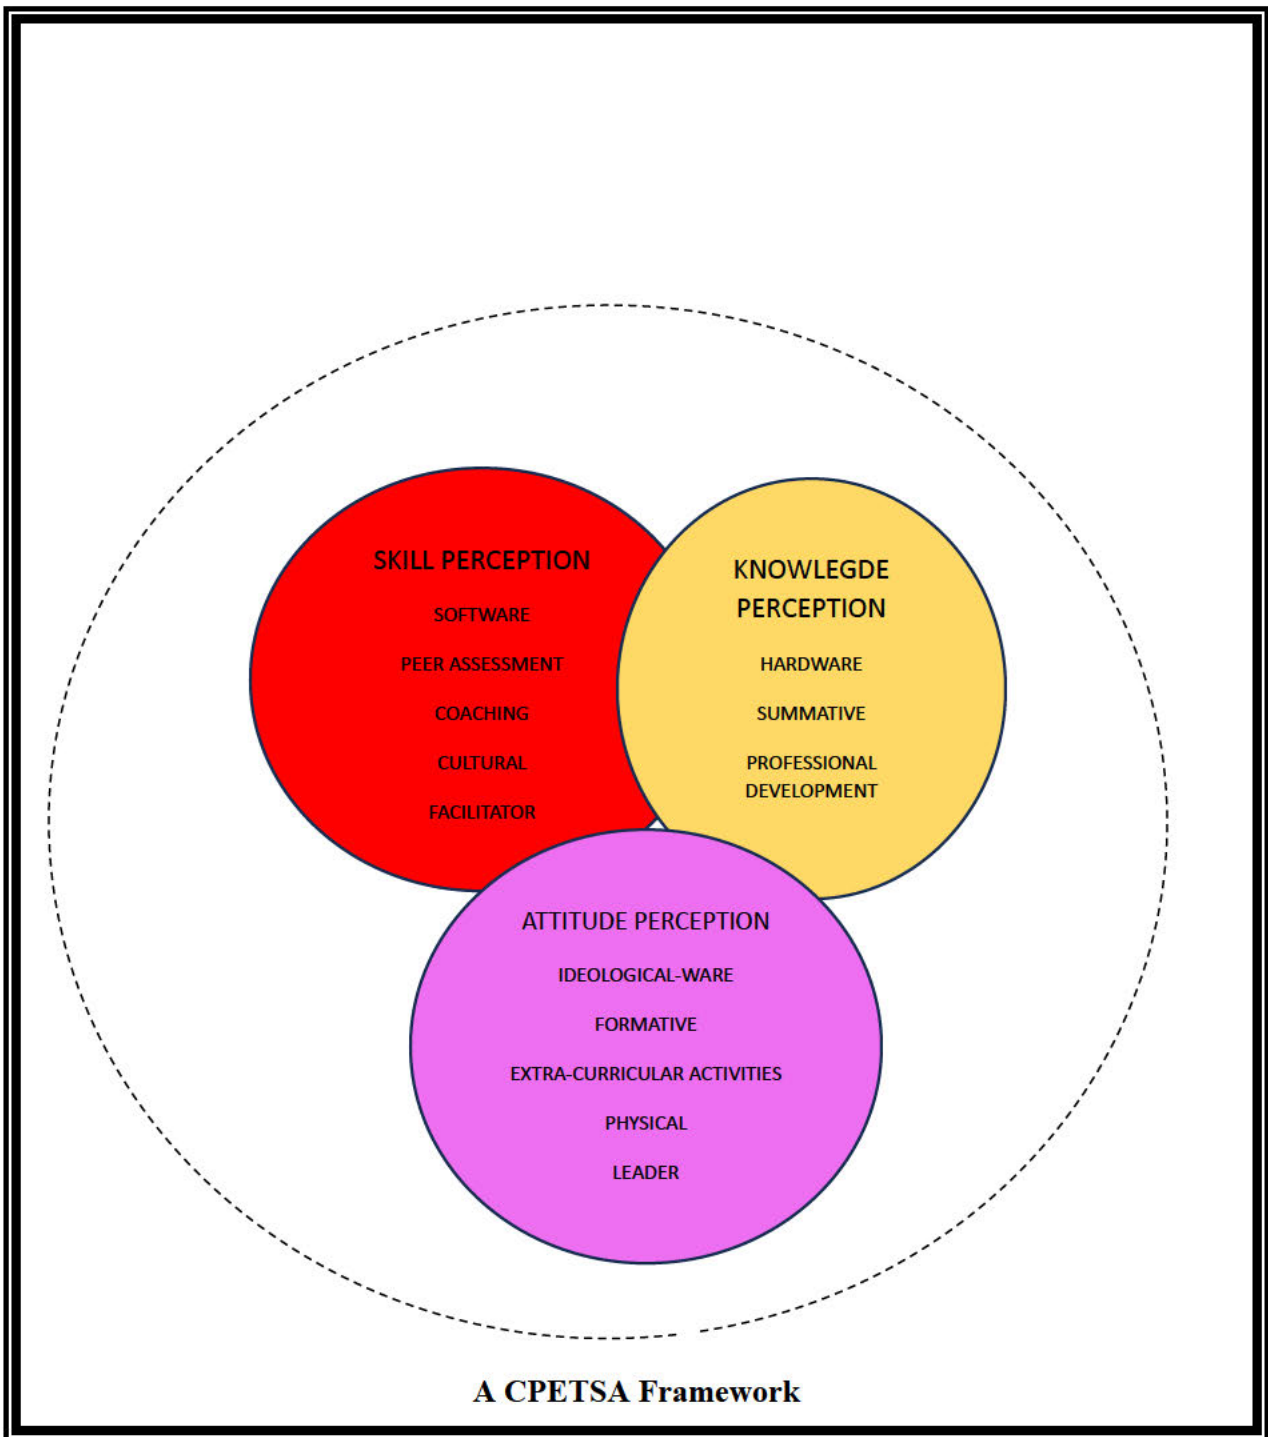 SKILL PERCEPTION
SOFTWARE
PEER ASSESSMENT
COACHING
CULTURAL
FACILITATOR
KNOWLEGDE
PERCEPTION
HARDWARE
SUMMATIVE
PROFESSIONAL
DEVELOPMENT
ATTITUDE PERCEPTION
IDEOLOGICAL-WARE
FORMATIVE
EXTRA-CURRICULAR ACTIVITIES
PHYSICAL
LEADER
A CPETSA Framework